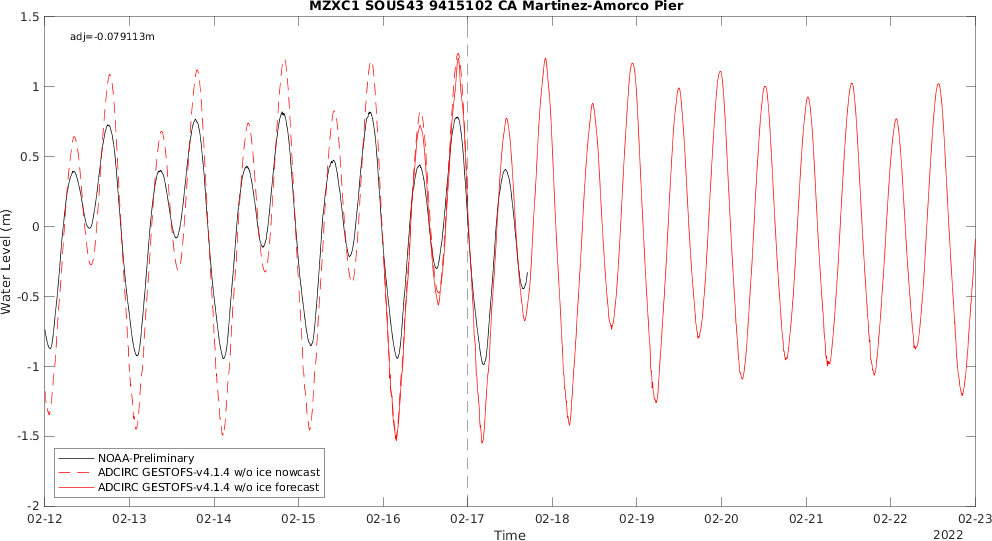 MZXC1 SOUS43 9415102 CA Martinez-Amorco Pier
adj=-0.079113m
1.5
1
0.5
0
-0.5
-1
-1.5
-2
Water Level (m)
NOAA-Preliminary
ADCIRC GESTOFS-v4.1.4 w/o ice nowcast
ADCIRC GESTOFS-v4.1.4 w/o ice forecast
02-12 02-13 02-14 02-15 02-16 02-17 02-18 02-19 02-20 02-21 02-22 02-23
Time
2022